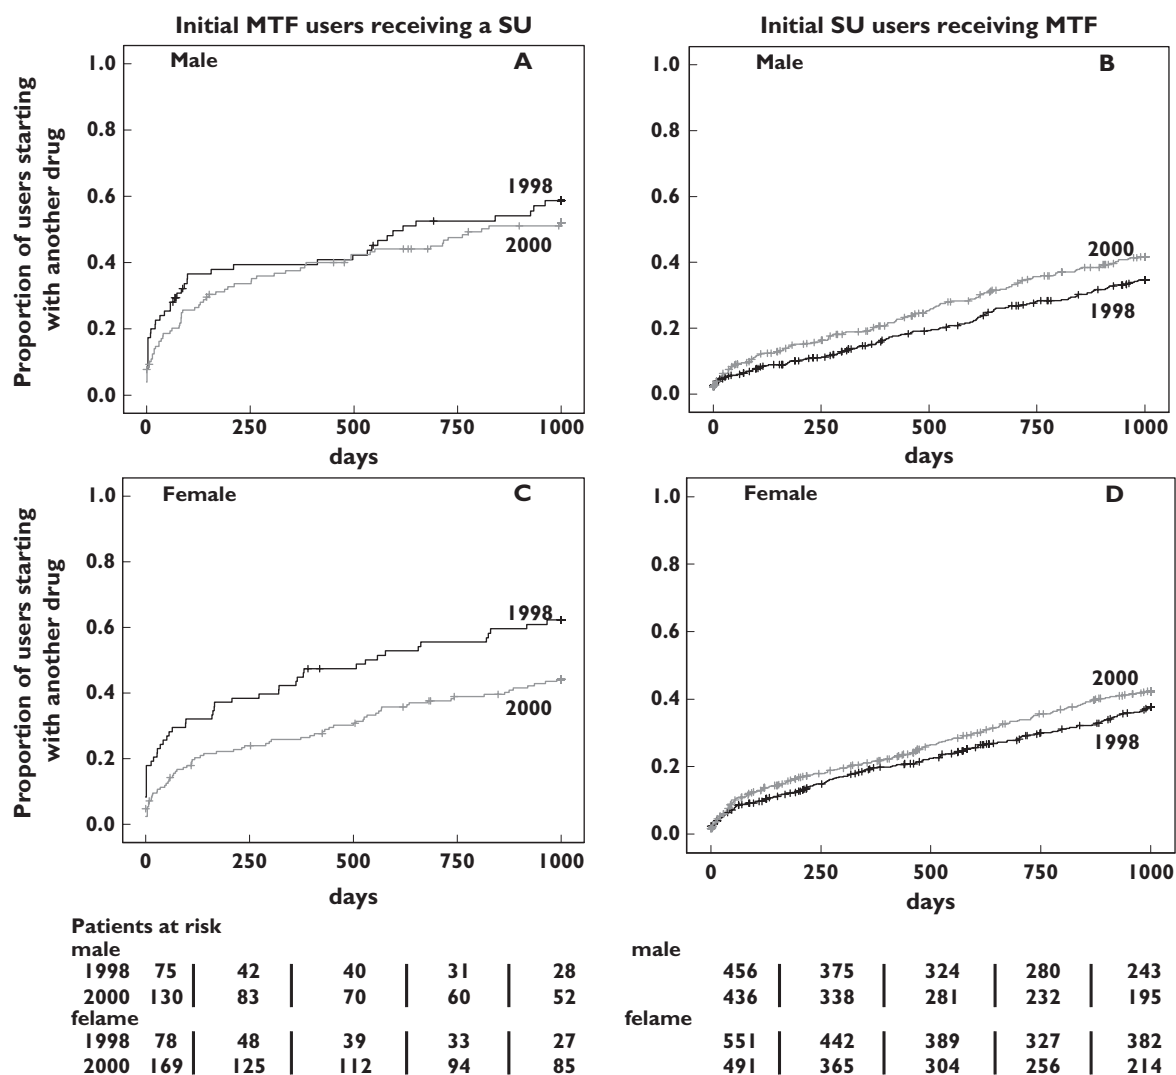 Initial MTF users receiving a SU
Initial SU users receiving MTF
Proportion of users starting
with another drug
Male
A
1.0
0.8
0.6
0.4
0.2
0.0
1998
2000
0 250 500 750 1000
days
Male
B
1.0
0.8
0.6
0.4
0.2
0.0
2000
1998
0 250 500 750 1000
days
Proportion of users starting
with another drug
Female
C
1.0
0.8
0.6
0.4
0.2
0.0
1998
2000
0 250 500 750 1000
days
Female
D
1.0
0.8
0.6
0.4
0.2
0.0
2000
1998
0 250 500 750 1000
days
Patients at risk
male
1998 75 42 40 31 28
2000 130 83 70 60 52
felame
1998 78 48 39 33 27
2000 169 125 112 94 85
male
456 375 324 280 243
436 338 281 232 195
felame
551 442 389 327 382
491 365 304 256 214